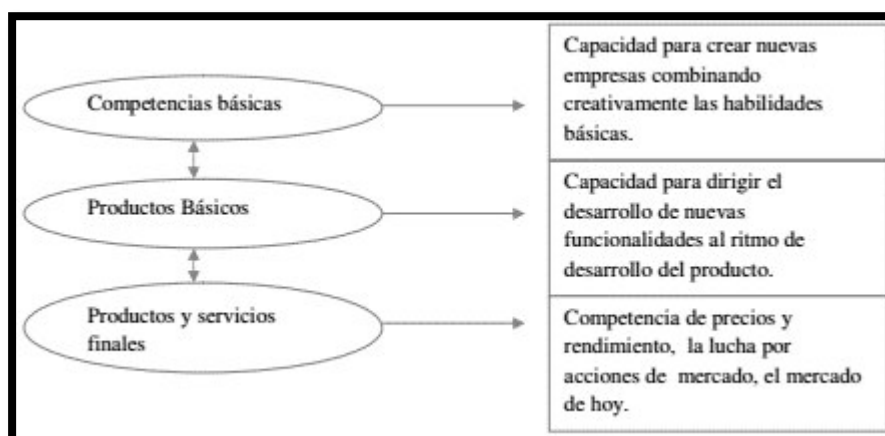 Competencias básicas
Capacidad para crear nuevas
empresas combinando
creativamente las habilidades
básicas.
Productos Básicos
Capacidad para dirigir el
desarrollo de nuevas
funcionalidades al ritmo de
desarrollo del producto.
Productos y servicios
finales
Competencia de precios y
rendimiento, la lucha por
acciones de mercado, el mercado
de hoy.